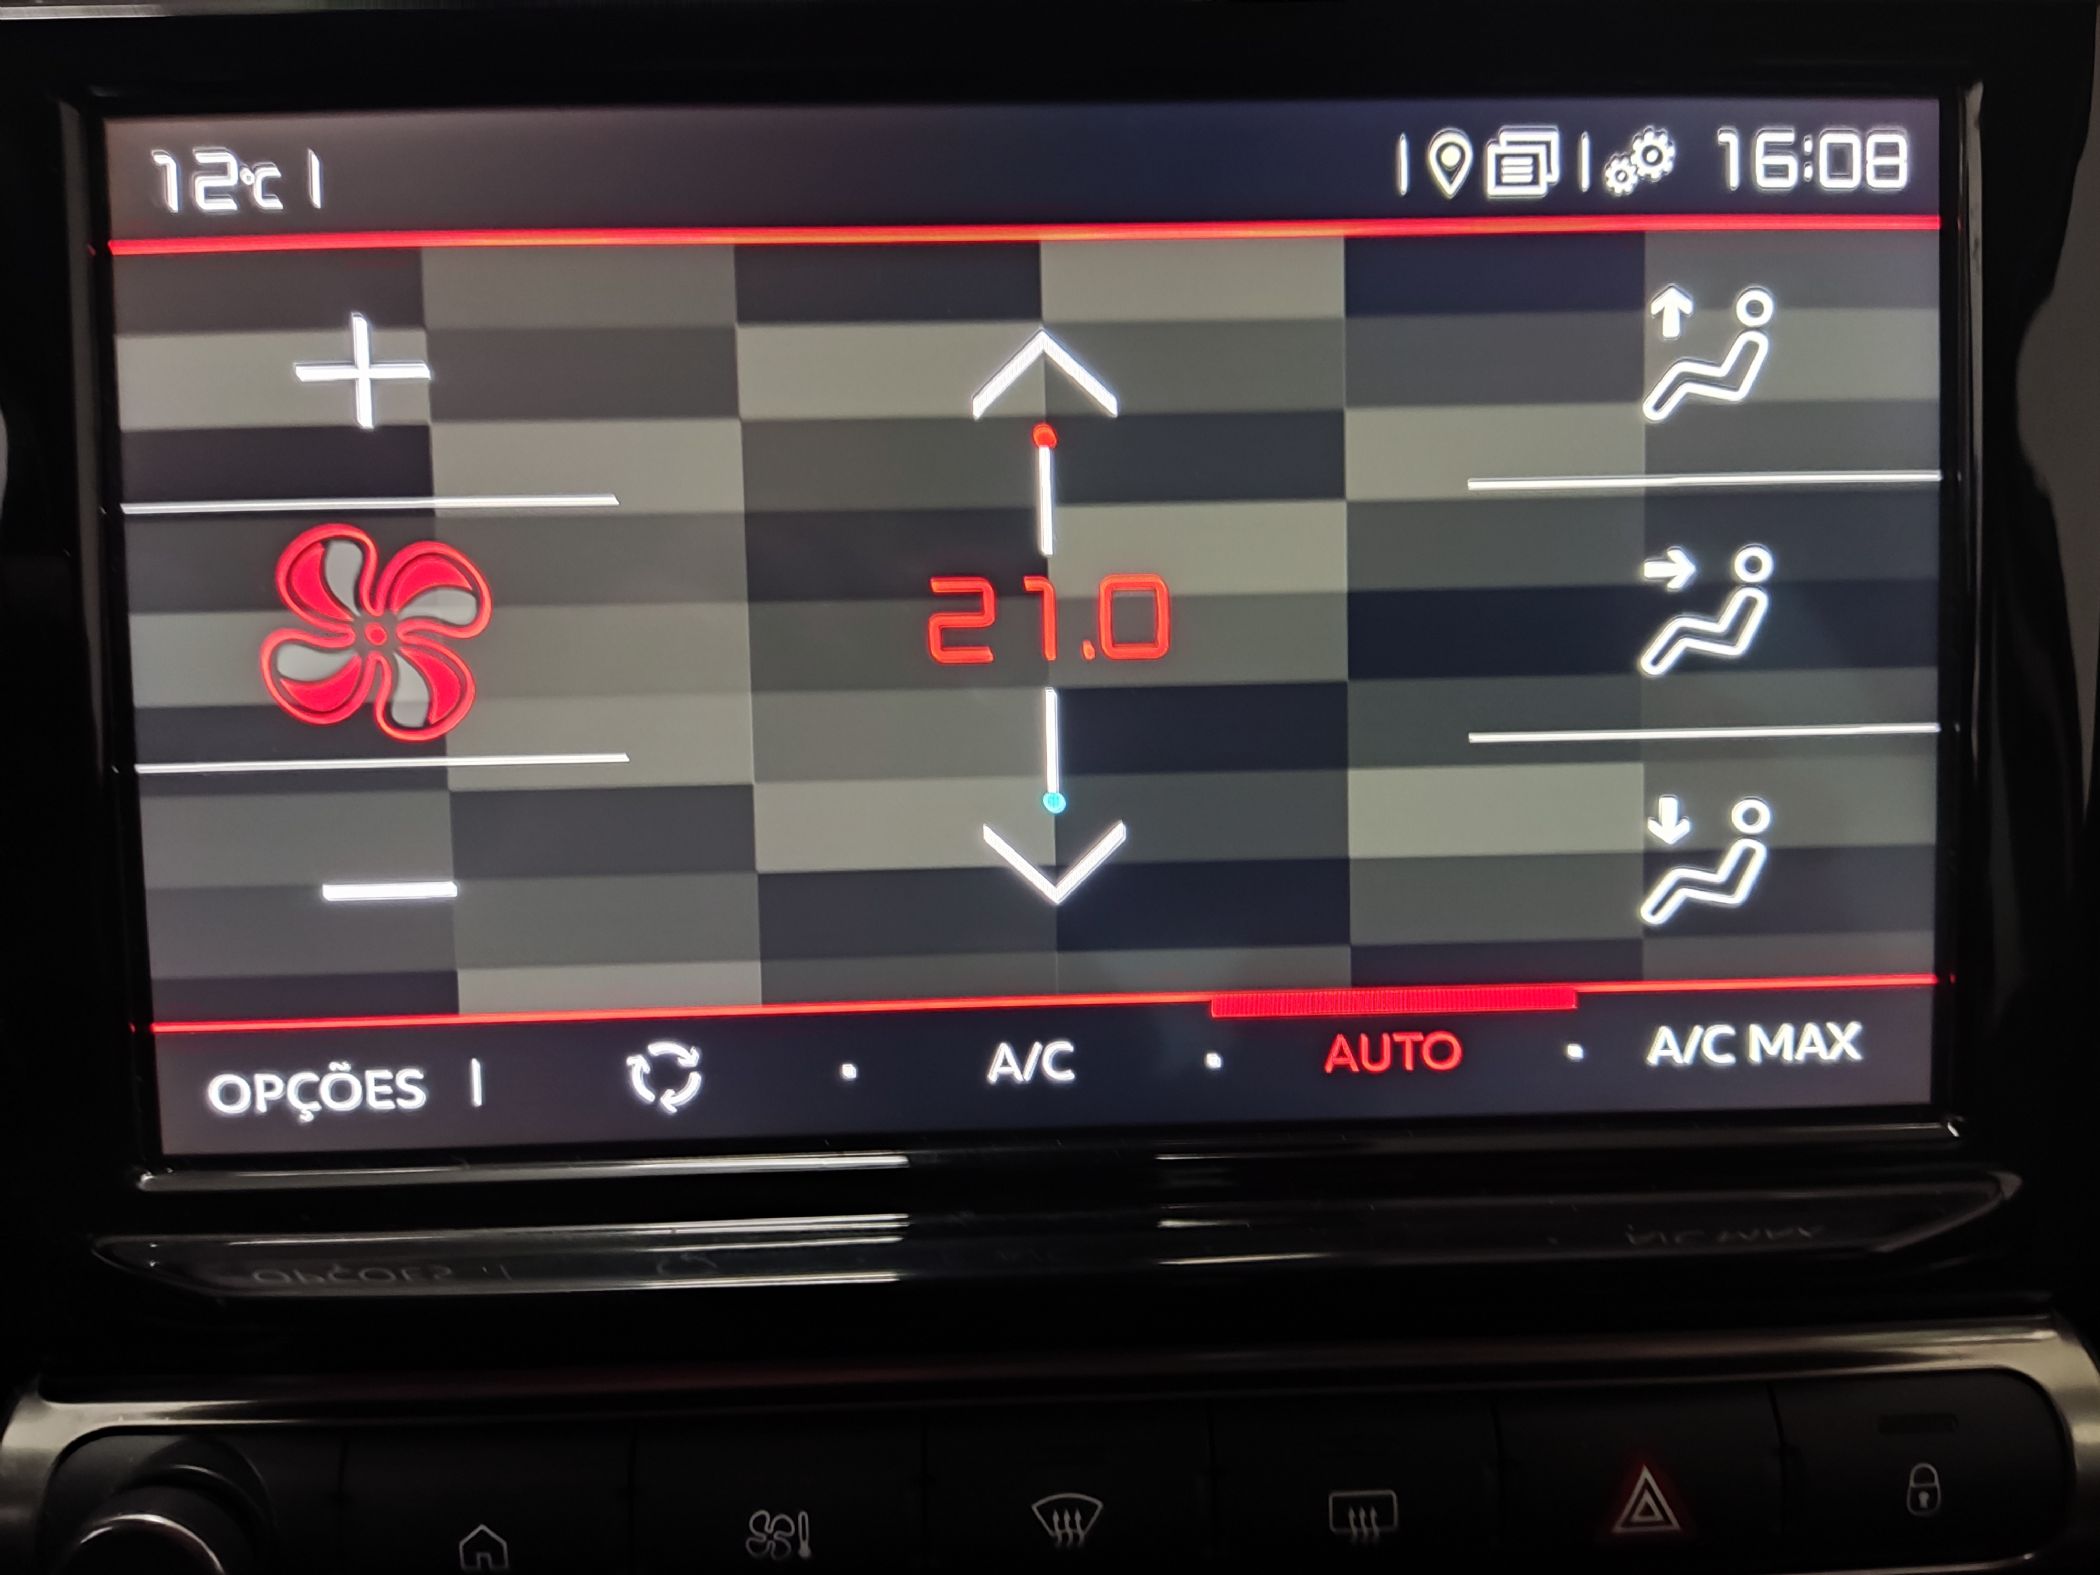 12°C
16:08
21.0
OPÇÕES
A/C
AUTO
A/C MAX